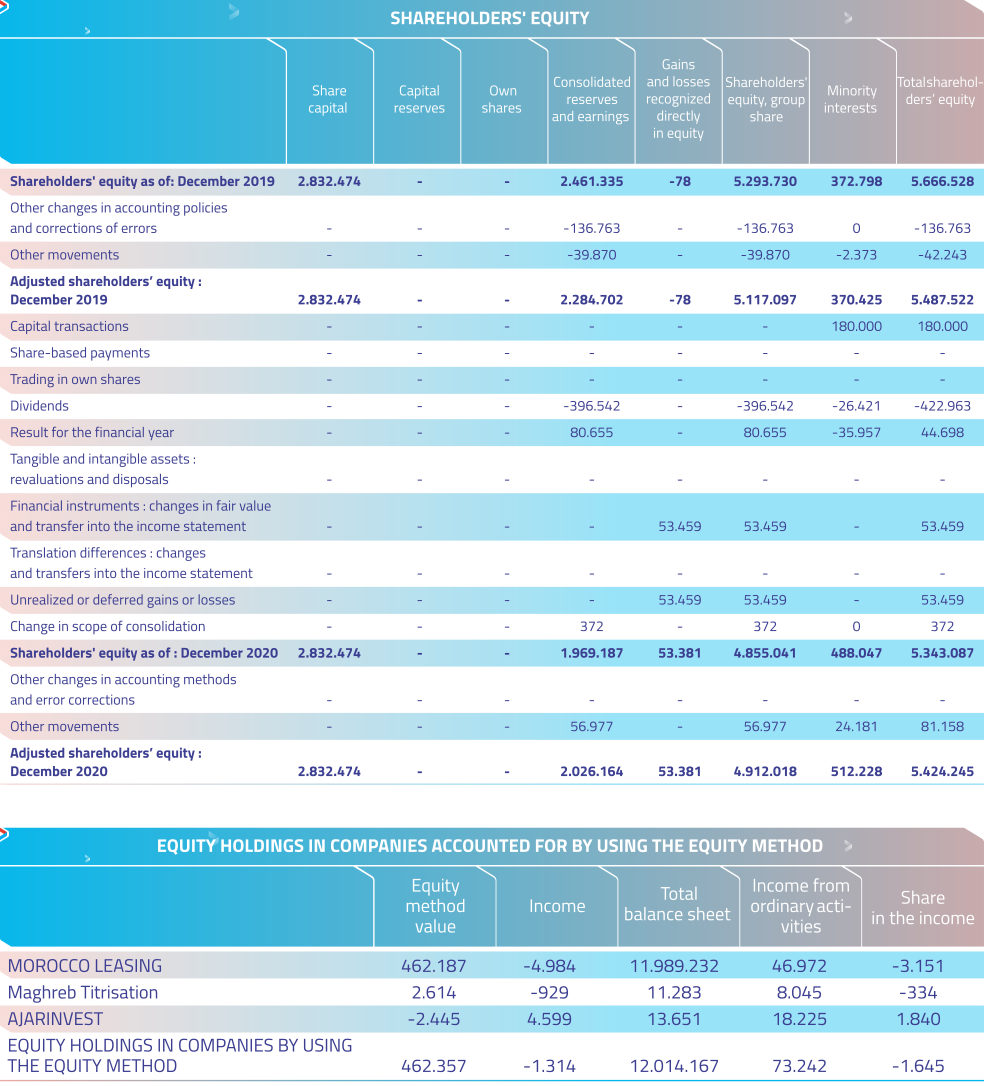 SHAREHOLDERS' EQUITY
Share capital | Capital reserves | Own shares | Consolidated reserves and earnings | Gains and losses recognized directly in equity | Shareholders' equity, group share | Minority interests | Totalsharehol-ders' equity
Shareholders' equity as of: December 2019 2.832.474 - - 2.461.335 -78 5.293.730 372.798 5.666.528
Other changes in accounting policies
and corrections of errors - - - -136.763 - -136.763 0 -136.763
Other movements - - - -39.870 - -39.870 -2.373 -42.243
Adjusted shareholders’ equity :
December 2019 2.832.474 - - 2.284.702 -78 5.117.097 370.425 5.487.522
Capital transactions - - - - - - 180.000 180.000
Share-based payments - - - - - - - -
Trading in own shares - - - - - - - -
Dividends - - - -396.542 - -396.542 -26.421 -422.963
Result for the financial year - - - 80.655 - 80.655 -35.957 44.698
Tangible and intangible assets :
revaluations and disposals - - - - - - - -
Financial instruments : changes in fair value
and transfer into the income statement - - - - 53.459 53.459 - 53.459
Translation differences : changes
and transfers into the income statement - - - - - - - -
Unrealized or deferred gains or losses - - - - 53.459 53.459 - 53.459
Change in scope of consolidation - - - 372 - 372 0 372
Shareholders' equity as of : December 2020 2.832.474 - - 1.969.187 53.381 4.855.041 488.047 5.343.087
Other changes in accounting methods
and error corrections - - - - - - - -
Other movements - - - 56.977 - 56.977 24.181 81.158
Adjusted shareholders’ equity :
December 2020 2.832.474 - - 2.026.164 53.381 4.912.018 512.228 5.424.245
EQUITY HOLDINGS IN COMPANIES ACCOUNTED FOR BY USING THE EQUITY METHOD
Equity method value | Income | Total balance sheet | Income from ordinary acti-vities | Share in the income
MOROCCO LEASING 462.187 -4.984 11.989.232 46.972 -3.151
Maghreb Titrisation 2.614 -929 11.283 8.045 -334
AJARINVEST -2.445 4.599 13.651 18.225 1.840
EQUITY HOLDINGS IN COMPANIES BY USING
THE EQUITY METHOD 462.357 -1.314 12.014.167 73.242 -1.645